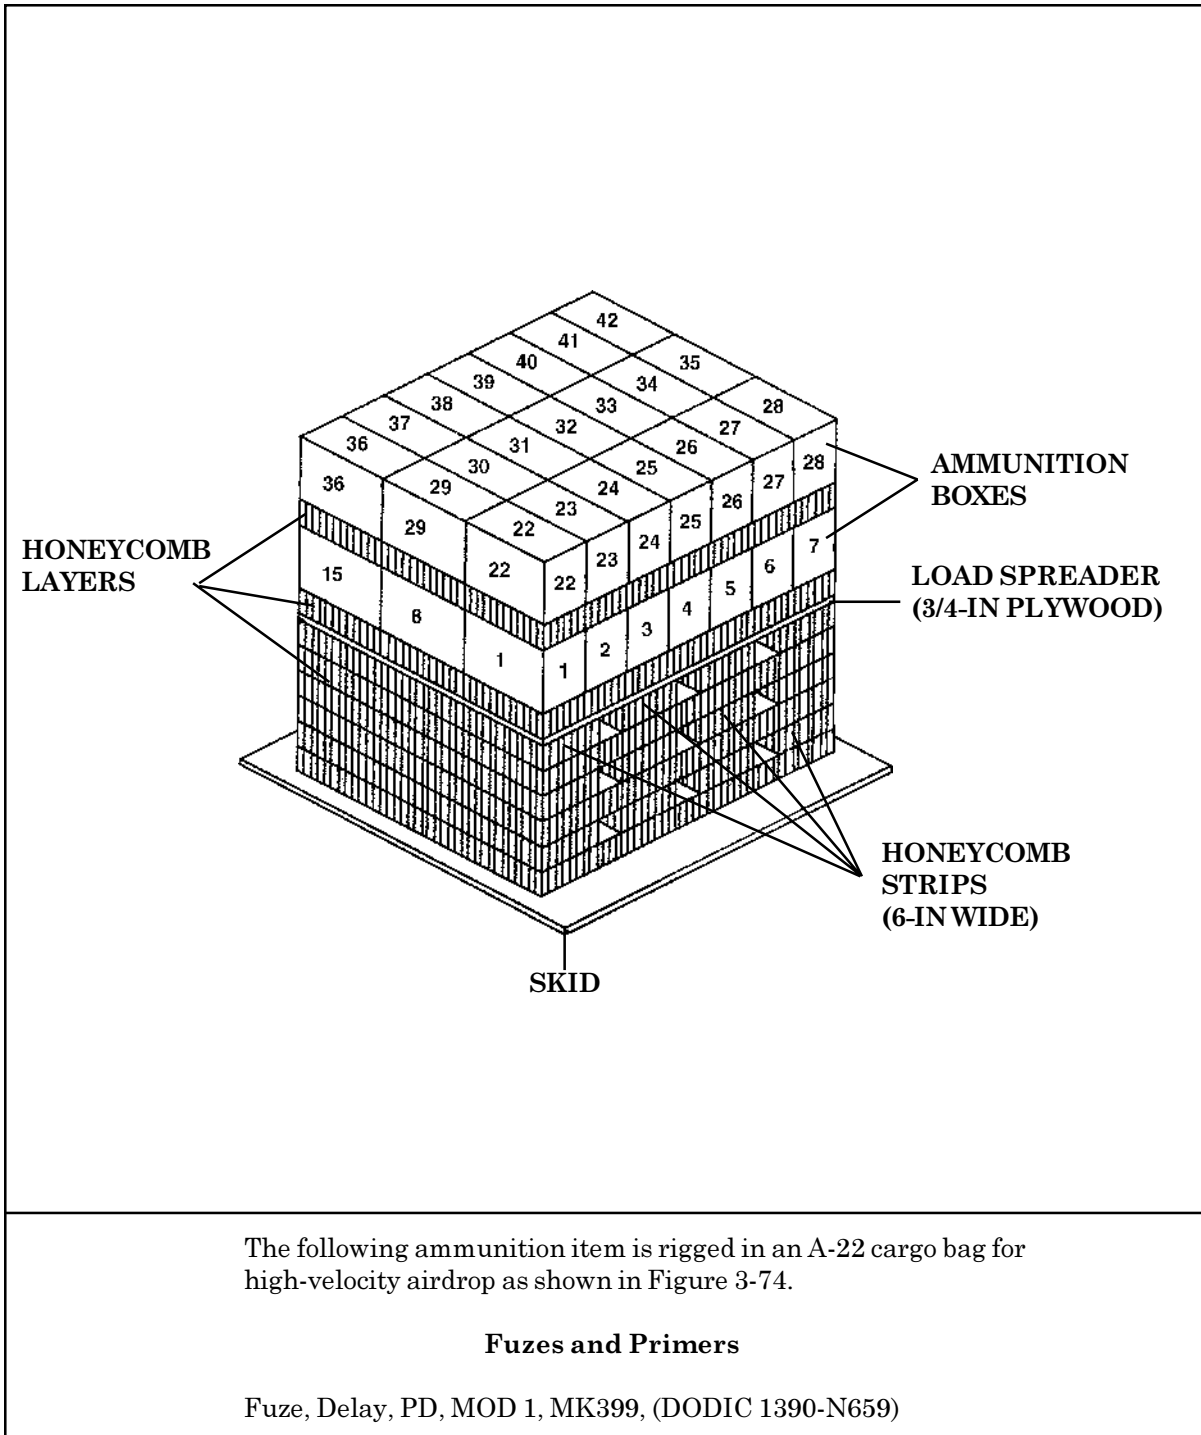 42
41
35
40
34
39
28
33
38
27
32
37
28
26
31
36
27
25
30
26
36
24
29
25
23
29
24
22
23
22
22
7
15
6
5
8
4
3
2
1
1
AMMUNITION
BOXES
HONEYCOMB
LAYERS
LOAD SPREADER
(3/4-IN PLYWOOD)
HONEYCOMB
STRIPS
(6-IN WIDE)
SKID
The following ammunition item is rigged in an A-22 cargo bag for
high-velocity airdrop as shown in Figure 3-74.
Fuzes and Primers
Fuze, Delay, PD, MOD 1, MK399, (DODIC 1390-N659)